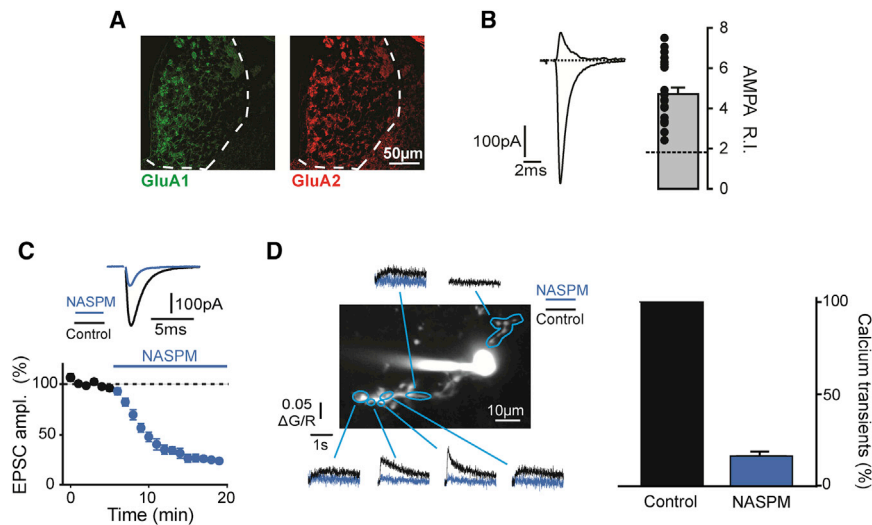 A
GluA1
GluA2
50µm
B
100pA
2ms
8
6
4
2
0
AMPA R.I.
C
NASPM
Control
100pA
5ms
NASPM
EPSC ampl. (%)
100
50
0
0
10
20
Time (min)
D
NASPM
Control
0.05
ΔG/R
1s
10µm
100
50
0
Calcium transients (%)
Control
NASPM